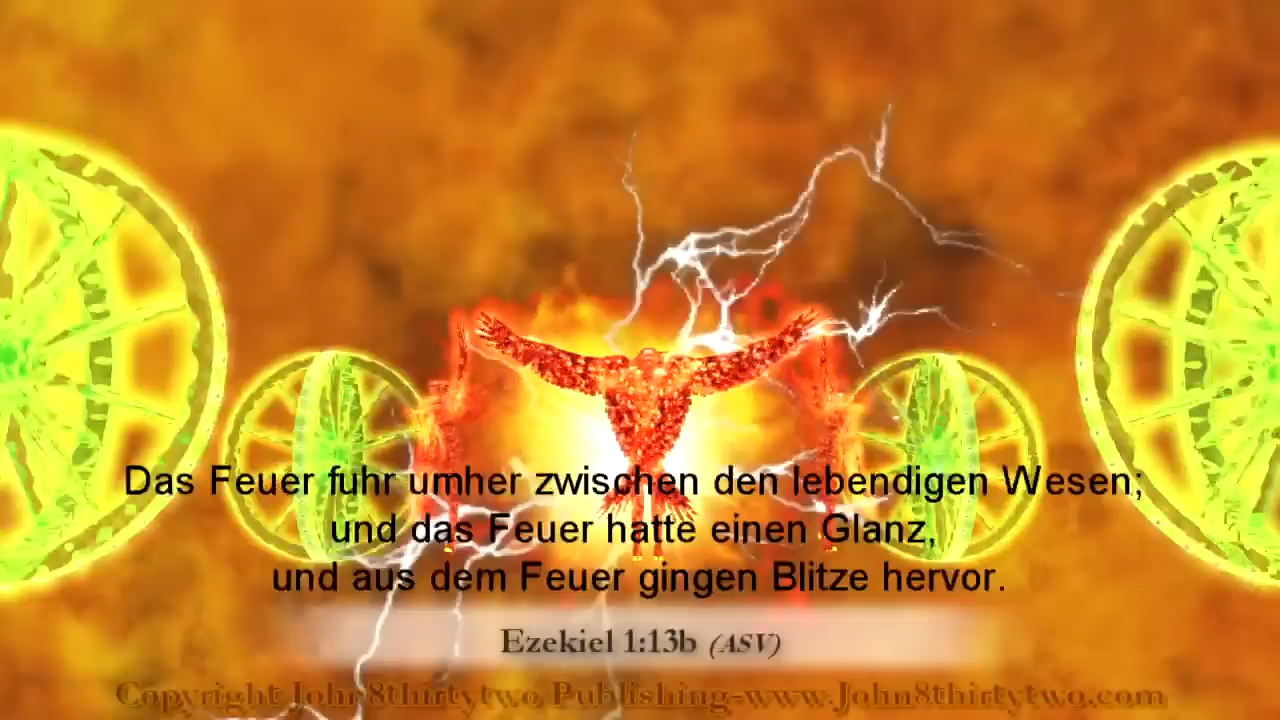 Das Feuer fuhr umher zwischen den lebendigen Wesen;
und das Feuer hatte einen Glanz,
und aus dem Feuer gingen Blitze hervor.
Ezekiel 1:13b (ASV)
Copyright John8thirtytwo Publishing-www.John8thirtytwo.com